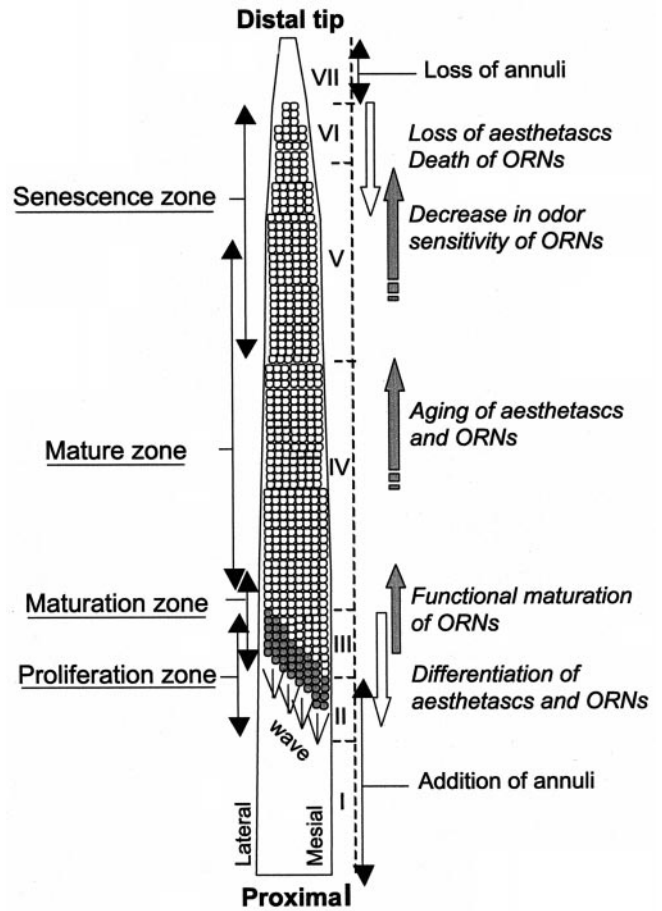 Distal tip
VII
Loss of annuli
VI
Loss of aesthetascs
Death of ORNs
Senescence zone
Decrease in odor
sensitivity of ORNs
V
Aging of aesthetascs
and ORNs
Mature zone
IV
Functional maturation
of ORNs
Maturation zone
III
Proliferation zone
Differentiation of
aesthetascs and ORNs
II
wave
Addition of annuli
I
Lateral
Mesial
Proximal